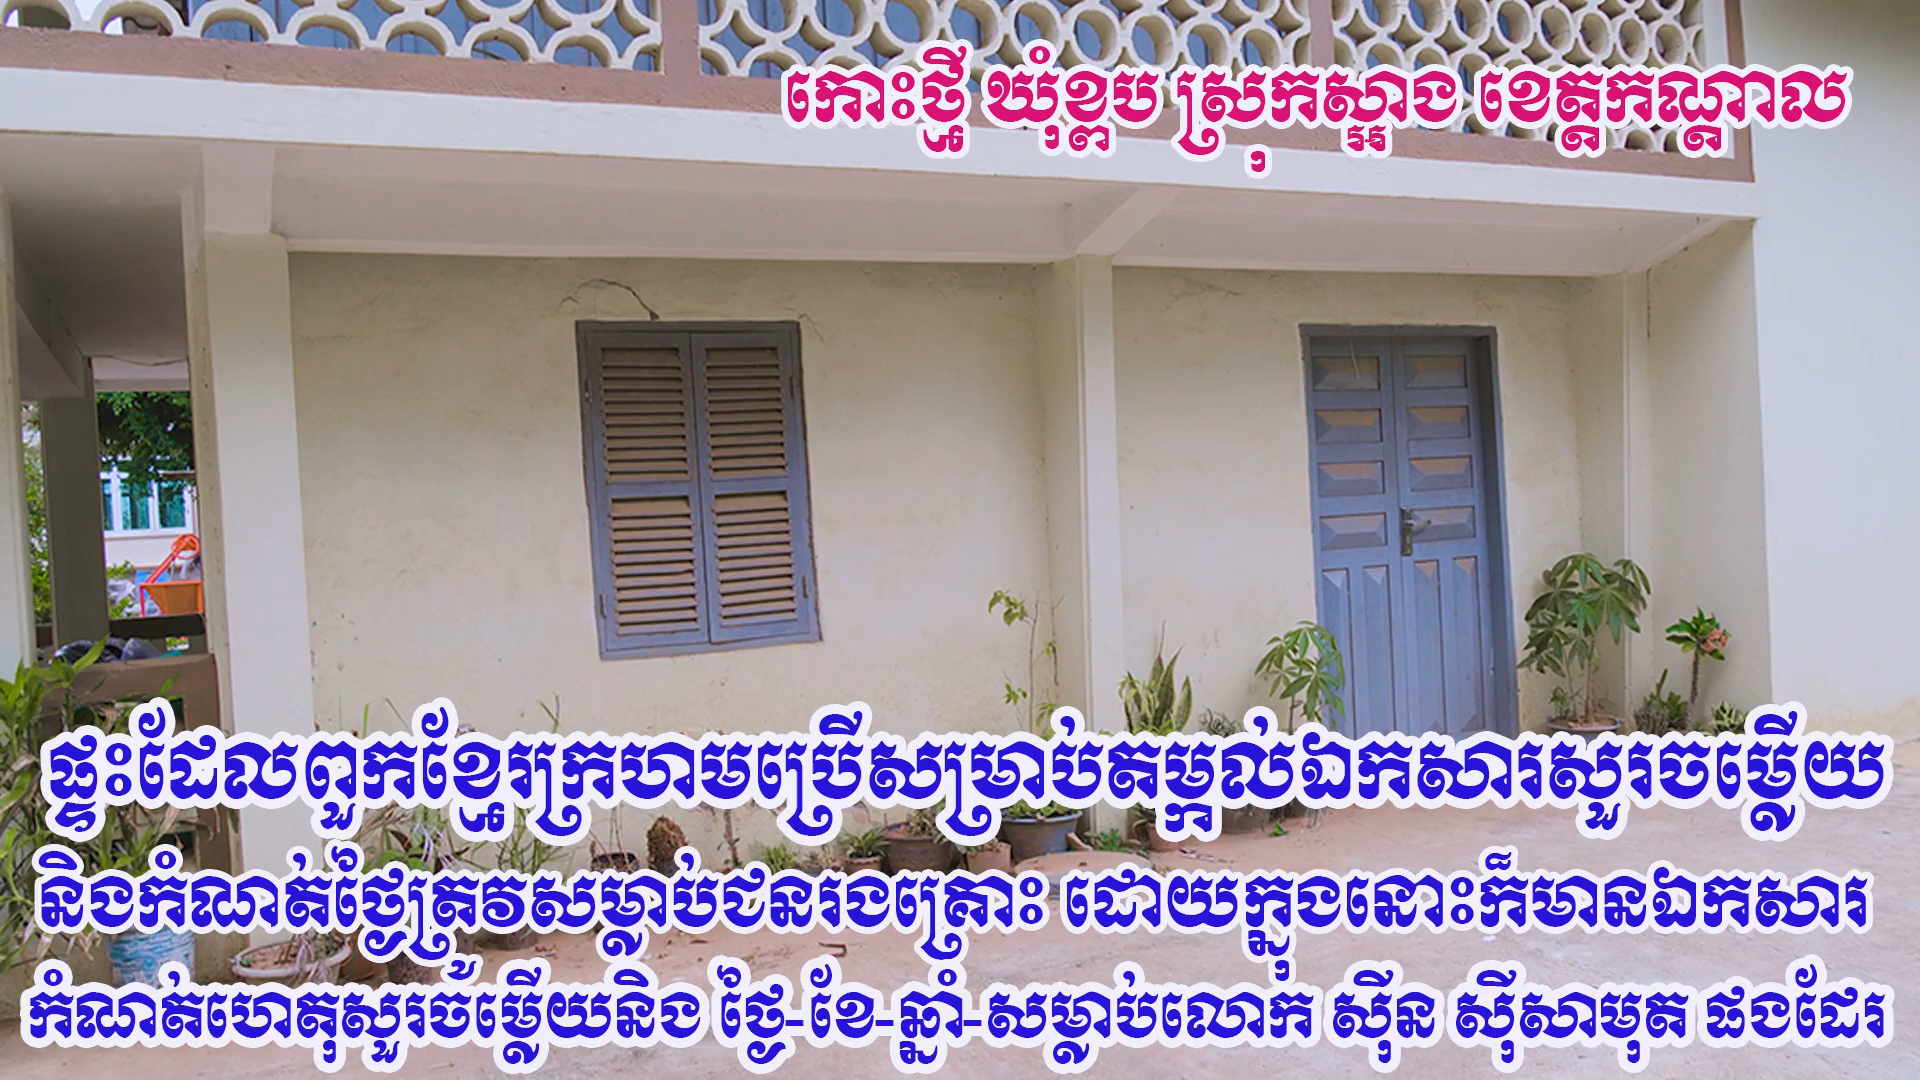 កោះថ្មី ឃុំខ្ពប ស្រុកស្អាង ខេត្តកណ្តាល
ផ្ទះដែលពួកខ្មែរក្រហមប្រើសម្រាប់តម្កល់ឯកសារសួរចម្លើយ
និងកំណត់ថ្ងៃត្រូវសម្លាប់ជនរងគ្រោះ ដោយក្នុងនោះក៏មានឯកសារ
កំណត់ហេតុសួរចម្លើយនិង ថ្ងៃ-ខែ-ឆ្នាំ-សម្លាប់លោក ស៊ីន ស៊ីសាមុត ផងដែរ